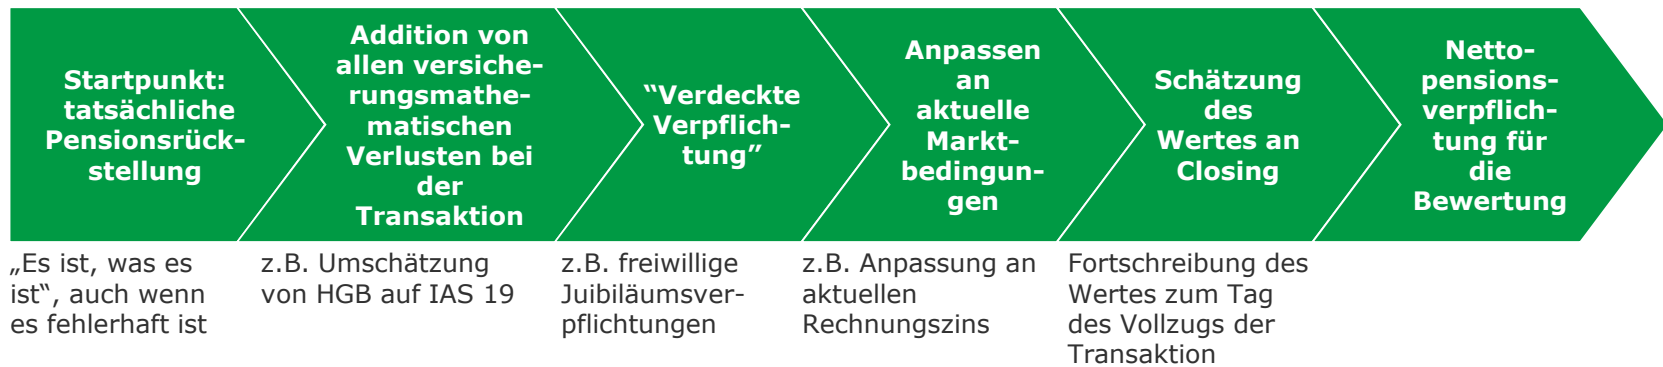 Startpunkt:
tatsächliche
Pensionsrück-
stellung
Addition von
allen versiche-
rungsmathe-
matischen
Verlusten bei
der
Transaktion
“Verdeckte
Verpflich-
tung”
Anpassen
an
aktuelle
Markt-
bedingun-
gen
Schätzung
des
Wertes an
Closing
Netto-
pensions-
verpflich-
tung für
die
Bewertung
„Es ist, was es
ist“, auch wenn
es fehlerhaft ist
z.B. Umschätzung
von HGB auf IAS 19
z.B. freiwillige
Juibiläumsver-
pflichtungen
z.B. Anpassung an
aktuellen
Rechnungszins
Fortschreibung des
Wertes zum Tag
des Vollzugs der
Transaktion